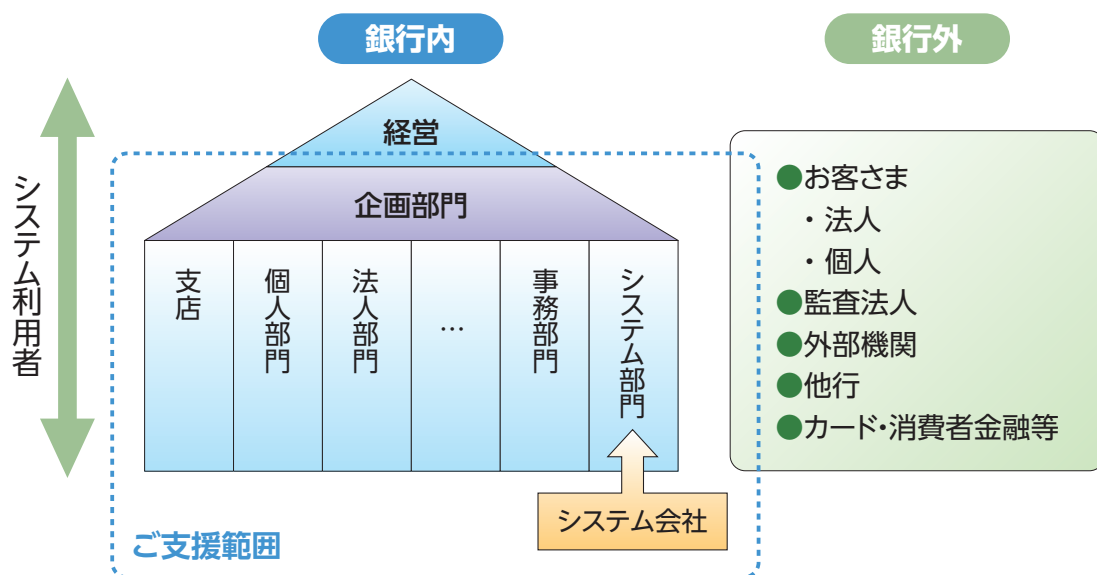 銀行内
銀行外
システム利用者
経営
企画部門
支店
個人部門
法人部門
…
事務部門
システム部門
システム会社
ご支援範囲
●お客さま
・法人
・個人
●監査法人
●外部機関
●他行
●カード・消費者金融等